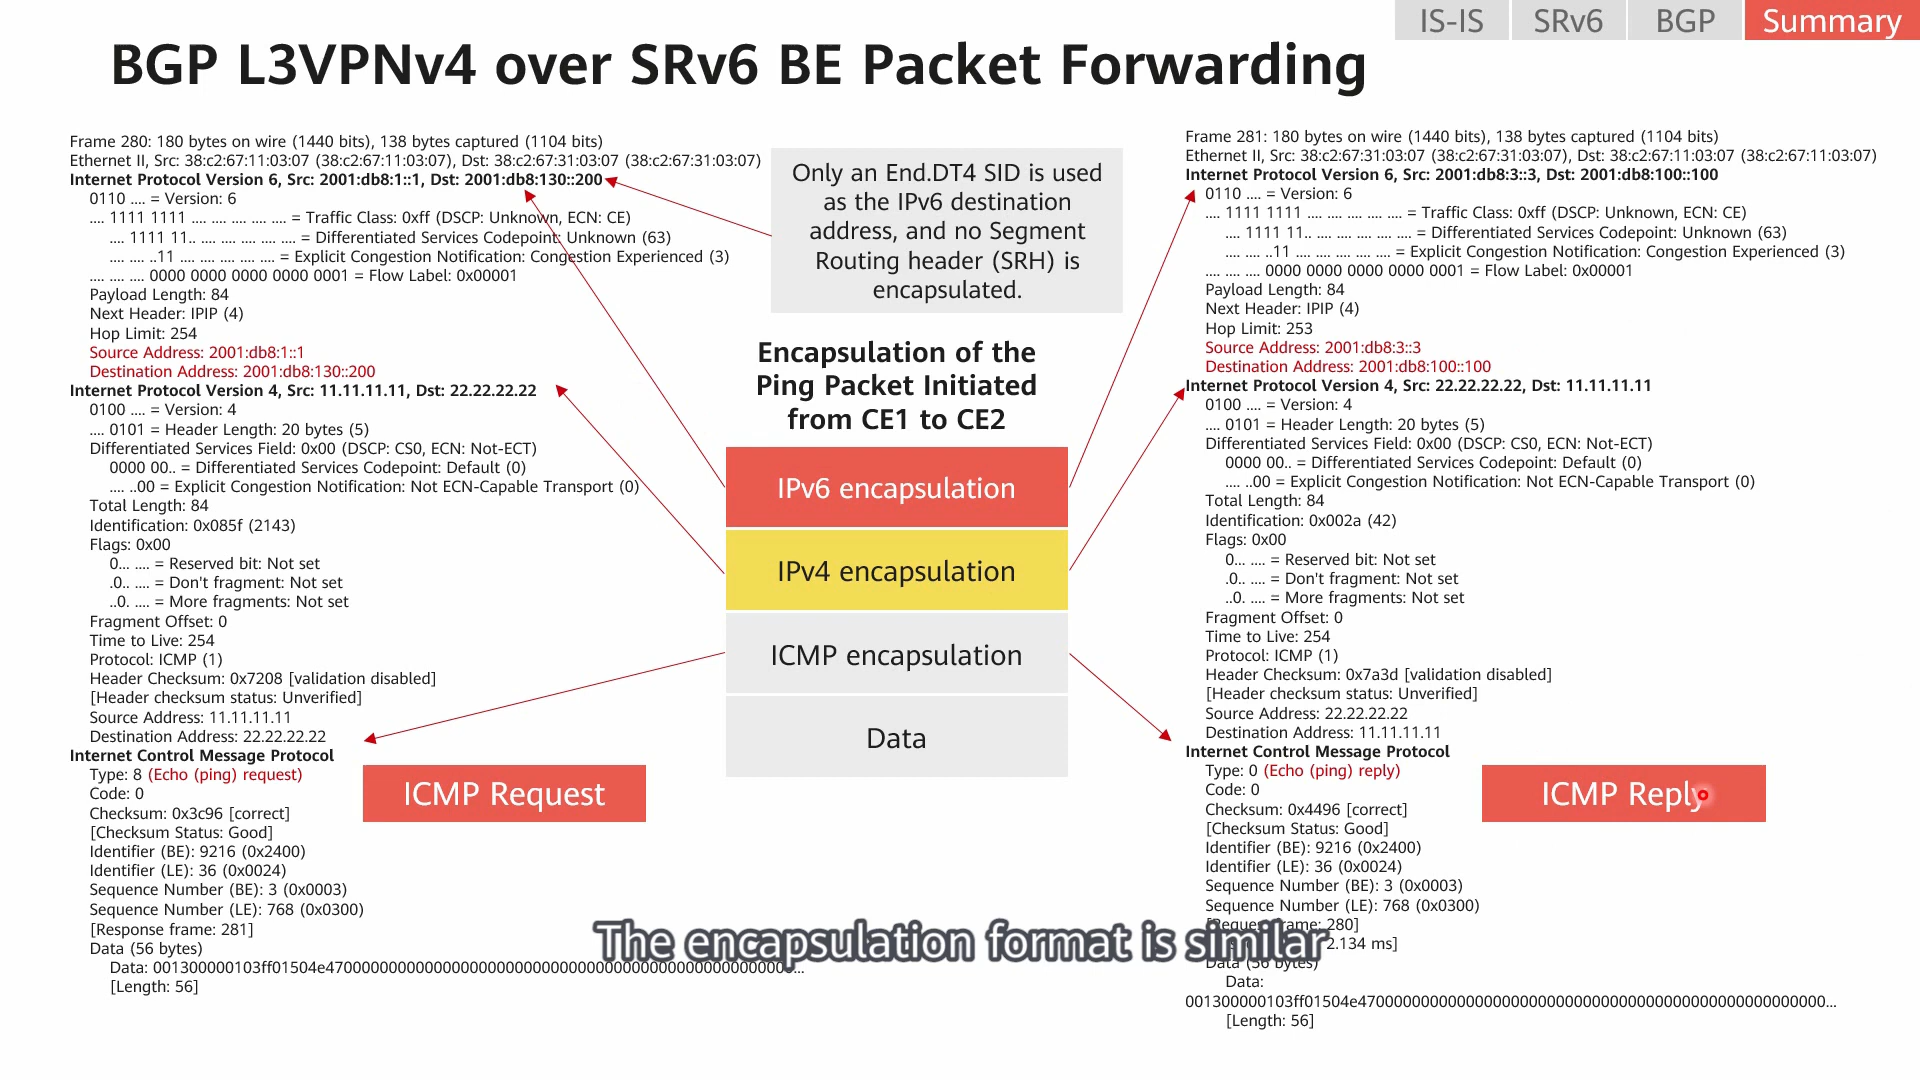 IS-IS
SRv6
BGP
Summary
BGP L3VPNv4 over SRv6 BE Packet Forwarding
Frame 280: 180 bytes on wire (1440 bits), 138 bytes captured (1104 bits)
Ethernet II, Src: 38:c2:67:11:03:07 (38:c2:67:11:03:07), Dst: 38:c2:67:31:03:07 (38:c2:67:31:03:07)
Internet Protocol Version 6, Src: 2001:db8:1::1, Dst: 2001:db8:130::200
0110 .... = Version: 6
.... 1111 1111 .... .... .... .... .... = Traffic Class: 0xff (DSCP: Unknown, ECN: CE)
.... 1111 11.. .... .... .... .... .... = Differentiated Services Codepoint: Unknown (63)
.... .... ..11 .... .... .... .... .... = Explicit Congestion Notification: Congestion Experienced (3)
.... .... .... 0000 0000 0000 0000 0001 = Flow Label: 0x00001
Payload Length: 84
Next Header: IPIP (4)
Hop Limit: 254
Source Address: 2001:db8:1::1
Destination Address: 2001:db8:130::200
Internet Protocol Version 4, Src: 11.11.11.11, Dst: 22.22.22.22
0100 .... = Version: 4
.... 0101 = Header Length: 20 bytes (5)
Differentiated Services Field: 0x00 (DSCP: CS0, ECN: Not-ECT)
0000 00.. = Differentiated Services Codepoint: Default (0)
.... ..00 = Explicit Congestion Notification: Not ECN-Capable Transport (0)
Total Length: 84
Identification: 0x085f (2143)
Flags: 0x00
0... .... = Reserved bit: Not set
.0.. .... = Don't fragment: Not set
..0. .... = More fragments: Not set
Fragment Offset: 0
Time to Live: 254
Protocol: ICMP (1)
Header Checksum: 0x7208 [validation disabled]
[Header checksum status: Unverified]
Source Address: 11.11.11.11
Destination Address: 22.22.22.22
Internet Control Message Protocol
Type: 8 (Echo (ping) request)
Code: 0
Checksum: 0x3c96 [correct]
[Checksum Status: Good]
Identifier (BE): 9216 (0x2400)
Identifier (LE): 36 (0x0024)
Sequence Number (BE): 3 (0x0003)
Sequence Number (LE): 768 (0x0300)
[Response frame: 281]
Data (56 bytes)
Data: 001300000103ff01504e47000000000000000000000000000000000000000000000000000...
[Length: 56]
ICMP Request
Only an End.DT4 SID is used
as the IPv6 destination
address, and no Segment
Routing header (SRH) is
encapsulated.
Encapsulation of the
Ping Packet Initiated
from CE1 to CE2
IPv6 encapsulation
IPv4 encapsulation
ICMP encapsulation
Data
Frame 281: 180 bytes on wire (1440 bits), 138 bytes captured (1104 bits)
Ethernet II, Src: 38:c2:67:31:03:07 (38:c2:67:31:03:07), Dst: 38:c2:67:11:03:07 (38:c2:67:11:03:07)
Internet Protocol Version 6, Src: 2001:db8:3::3, Dst: 2001:db8:100::100
0110 .... = Version: 6
.... 1111 1111 .... .... .... .... .... = Traffic Class: 0xff (DSCP: Unknown, ECN: CE)
.... 1111 11.. .... .... .... .... .... = Differentiated Services Codepoint: Unknown (63)
.... .... ..11 .... .... .... .... .... = Explicit Congestion Notification: Congestion Experienced (3)
.... .... .... 0000 0000 0000 0000 0001 = Flow Label: 0x00001
Payload Length: 84
Next Header: IPIP (4)
Hop Limit: 253
Source Address: 2001:db8:3::3
Destination Address: 2001:db8:100::100
Internet Protocol Version 4, Src: 22.22.22.22, Dst: 11.11.11.11
0100 .... = Version: 4
.... 0101 = Header Length: 20 bytes (5)
Differentiated Services Field: 0x00 (DSCP: CS0, ECN: Not-ECT)
0000 00.. = Differentiated Services Codepoint: Default (0)
.... ..00 = Explicit Congestion Notification: Not ECN-Capable Transport (0)
Total Length: 84
Identification: 0x002a (42)
Flags: 0x00
0... .... = Reserved bit: Not set
.0.. .... = Don't fragment: Not set
..0. .... = More fragments: Not set
Fragment Offset: 0
Time to Live: 254
Protocol: ICMP (1)
Header Checksum: 0x7a3d [validation disabled]
[Header checksum status: Unverified]
Source Address: 22.22.22.22
Destination Address: 11.11.11.11
Internet Control Message Protocol
Type: 0 (Echo (ping) reply)
Code: 0
Checksum: 0x4496 [correct]
[Checksum Status: Good]
Identifier (BE): 9216 (0x2400)
Identifier (LE): 36 (0x0024)
Sequence Number (BE): 3 (0x0003)
Sequence Number (LE): 768 (0x0300)
[Request frame: 280]
2.134 ms]
Data (56 bytes)
Data:
001300000103ff01504e47000000000000000000000000000000000000000000000000000...
[Length: 56]
ICMP Reply
The encapsulation format is similar